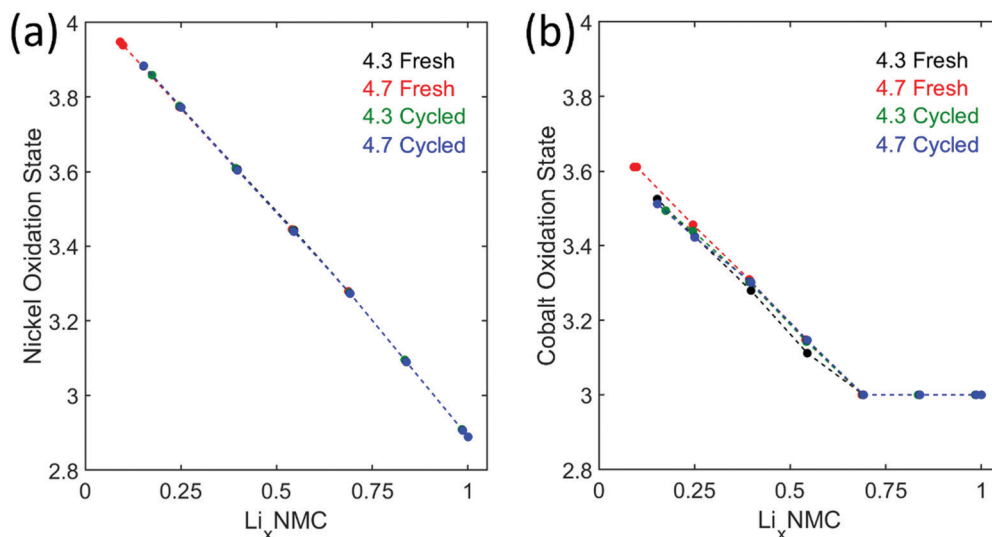 (a)
4
3.8
3.6
3.4
3.2
3
2.8
Nickel Oxidation State
4.3 Fresh
4.7 Fresh
4.3 Cycled
4.7 Cycled
0 0.25 0.5 0.75 1
LiₓNMC
(b)
4
3.8
3.6
3.4
3.2
3
2.8
Cobalt Oxidation State
4.3 Fresh
4.7 Fresh
4.3 Cycled
4.7 Cycled
0 0.25 0.5 0.75 1
LiₓNMC